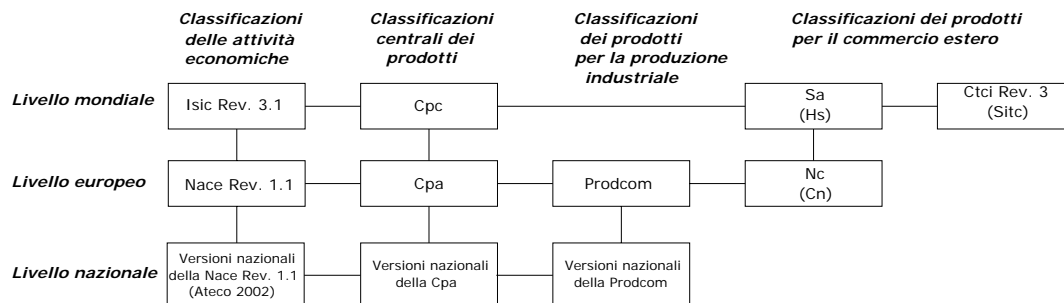 Classificazioni
delle attività
economiche
Classificazioni
centrali dei
prodotti
Classificazioni
dei prodotti
per la produzione
industriale
Classificazioni dei prodotti
per il commercio estero
Livello mondiale
Isic Rev. 3.1
Cpc
Sa
(Hs)
Ctci Rev. 3
(Sitc)
Livello europeo
Nace Rev. 1.1
Cpa
Prodcom
Nc
(Cn)
Livello nazionale
Versioni nazionali
della Nace Rev. 1.1
(Ateco 2002)
Versioni nazionali
della Cpa
Versioni nazionali
della Prodcom